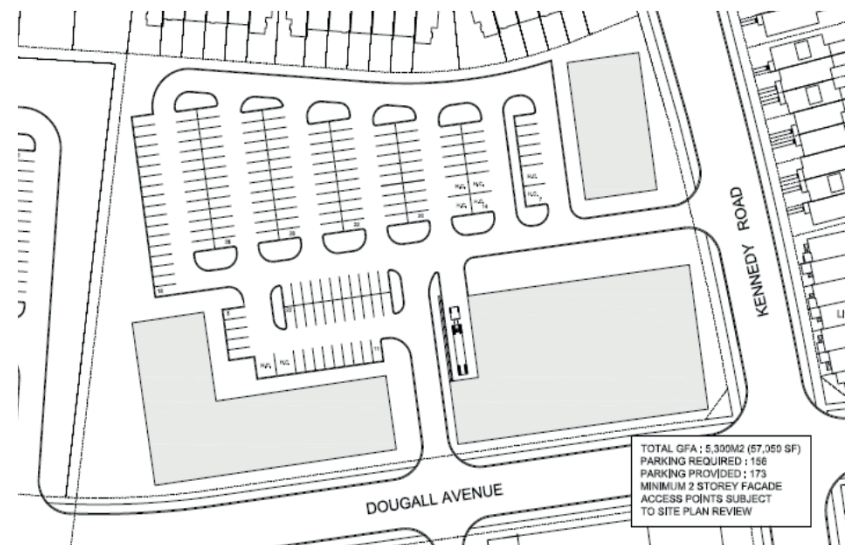 H/C H/C
H/C H/C
KENNEDY ROAD
H/C H/C
DOUGALL AVENUE
TOTAL GFA : 5,300M2 (57,050 SF)
PARKING REQUIRED : 156
PARKING PROVIDED : 173
MINIMUM 2 STOREY FACADE
ACCESS POINTS SUBJECT
TO SITE PLAN REVIEW